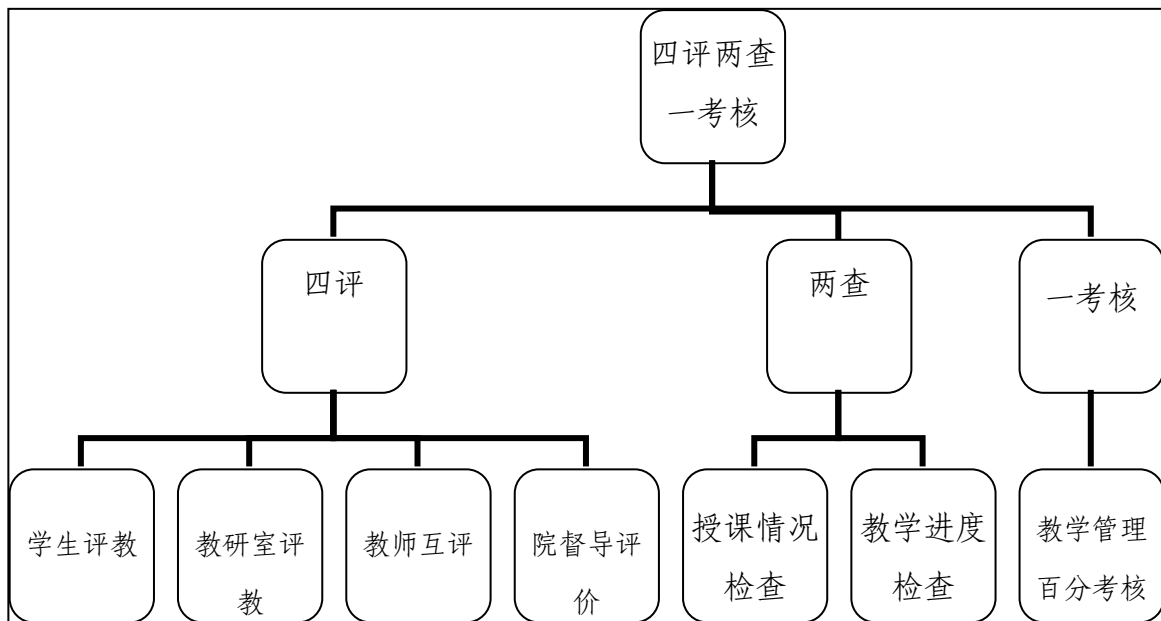 四评两查
一考核
四评
两查
一考核
学生评教
教研室评
教
教师互评
院督导评
价
授课情况
检查
教学进度
检查
教学管理
百分考核